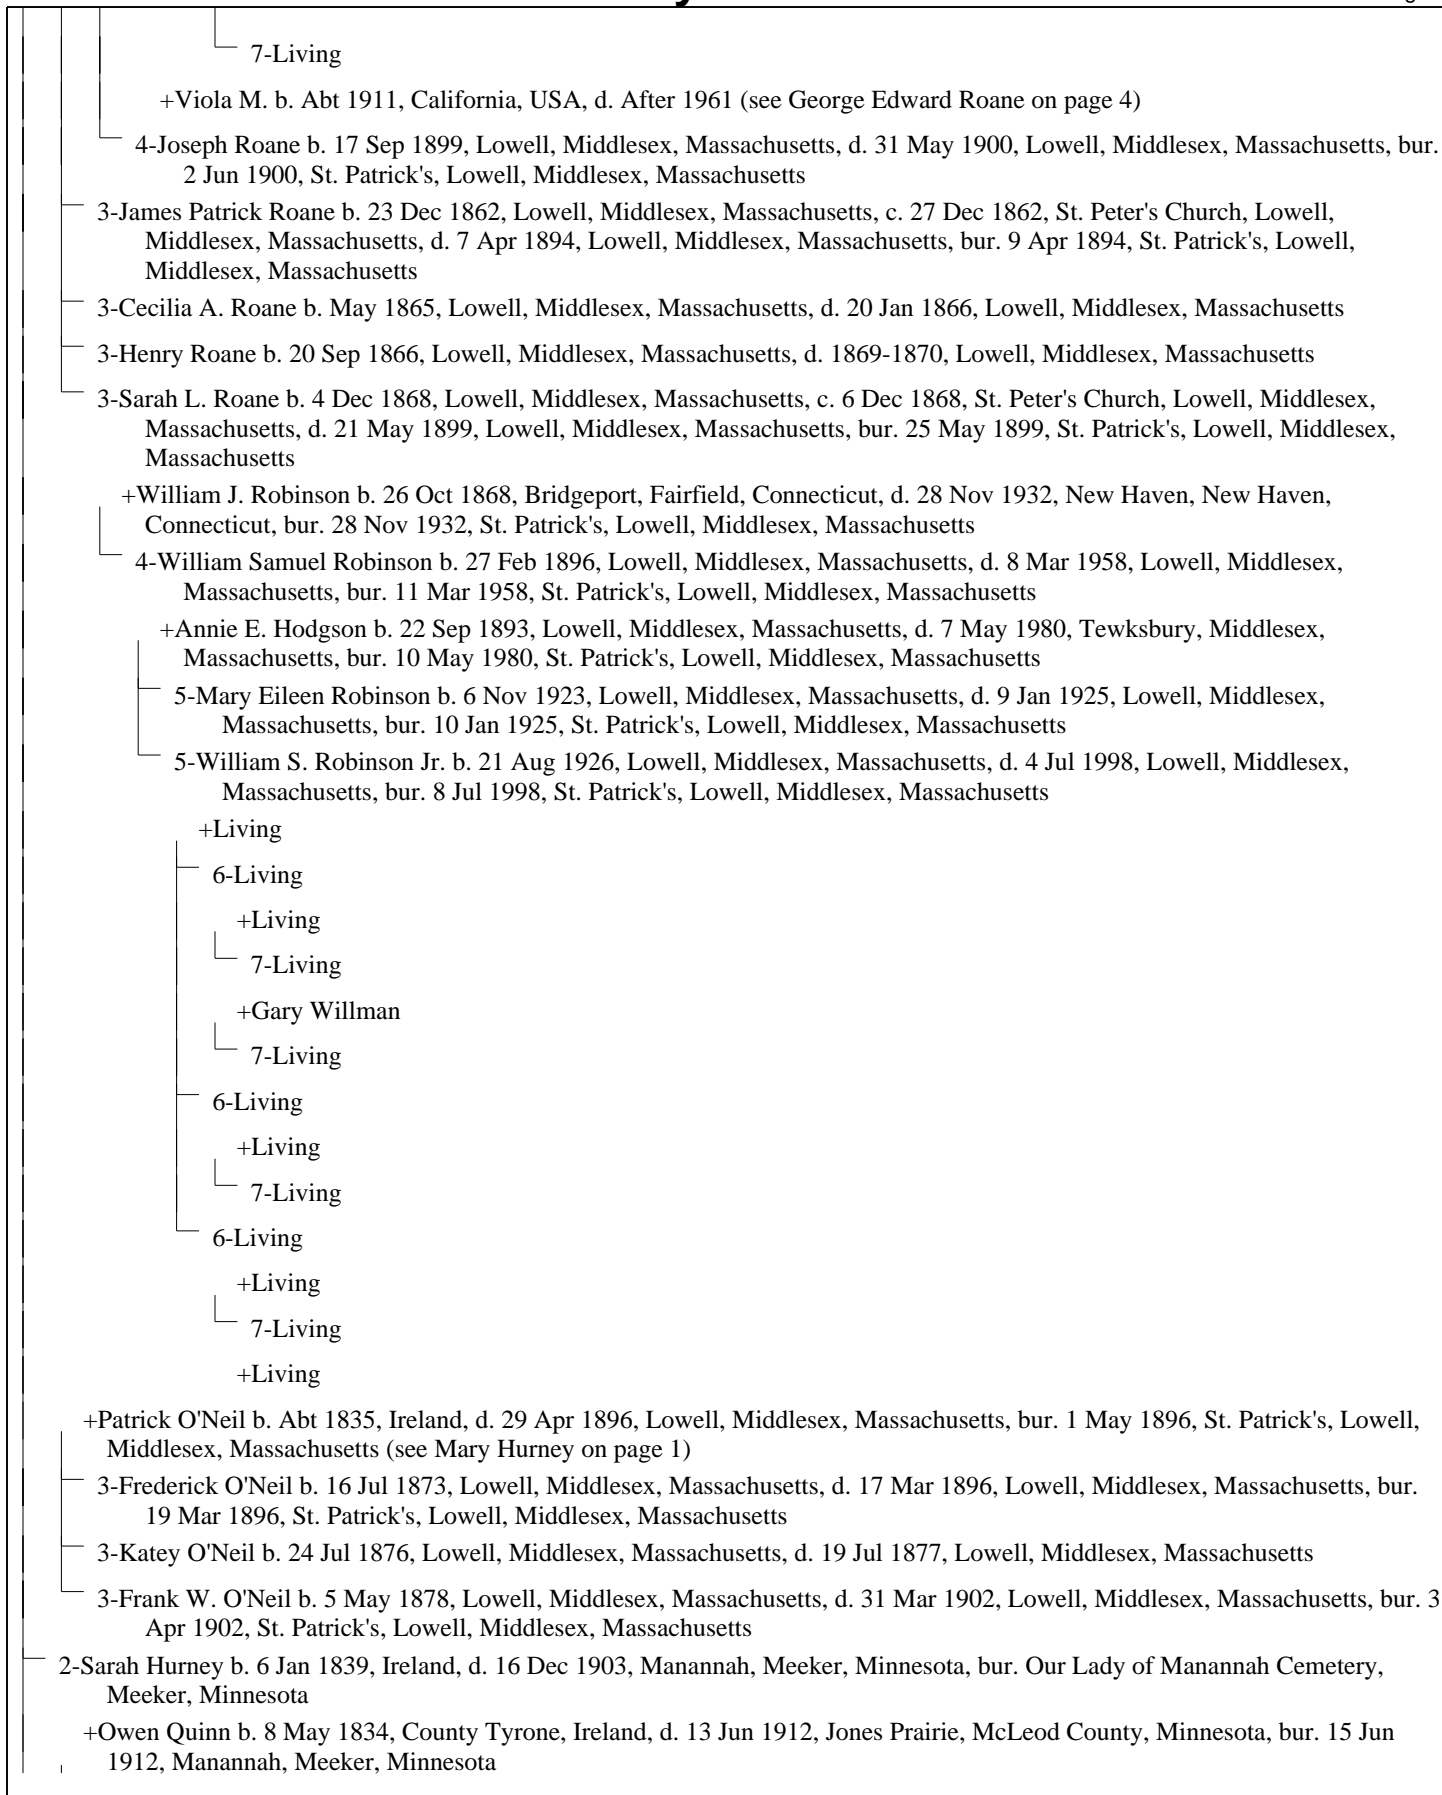 7-Living
+Viola M. b. Abt 1911, California, USA, d. After 1961 (see George Edward Roane on page 4)
4-Joseph Roane b. 17 Sep 1899, Lowell, Middlesex, Massachusetts, d. 31 May 1900, Lowell, Middlesex, Massachusetts, bur.
2 Jun 1900, St. Patrick's, Lowell, Middlesex, Massachusetts
3-James Patrick Roane b. 23 Dec 1862, Lowell, Middlesex, Massachusetts, c. 27 Dec 1862, St. Peter's Church, Lowell,
Middlesex, Massachusetts, d. 7 Apr 1894, Lowell, Middlesex, Massachusetts, bur. 9 Apr 1894, St. Patrick's, Lowell,
Middlesex, Massachusetts
3-Cecilia A. Roane b. May 1865, Lowell, Middlesex, Massachusetts, d. 20 Jan 1866, Lowell, Middlesex, Massachusetts
3-Henry Roane b. 20 Sep 1866, Lowell, Middlesex, Massachusetts, d. 1869-1870, Lowell, Middlesex, Massachusetts
3-Sarah L. Roane b. 4 Dec 1868, Lowell, Middlesex, Massachusetts, c. 6 Dec 1868, St. Peter's Church, Lowell, Middlesex,
Massachusetts, d. 21 May 1899, Lowell, Middlesex, Massachusetts, bur. 25 May 1899, St. Patrick's, Lowell, Middlesex,
Massachusetts
+William J. Robinson b. 26 Oct 1868, Bridgeport, Fairfield, Connecticut, d. 28 Nov 1932, New Haven, New Haven,
Connecticut, bur. 28 Nov 1932, St. Patrick's, Lowell, Middlesex, Massachusetts
4-William Samuel Robinson b. 27 Feb 1896, Lowell, Middlesex, Massachusetts, d. 8 Mar 1958, Lowell, Middlesex,
Massachusetts, bur. 11 Mar 1958, St. Patrick's, Lowell, Middlesex, Massachusetts
+Annie E. Hodgson b. 22 Sep 1893, Lowell, Middlesex, Massachusetts, d. 7 May 1980, Tewksbury, Middlesex,
Massachusetts, bur. 10 May 1980, St. Patrick's, Lowell, Middlesex, Massachusetts
5-Mary Eileen Robinson b. 6 Nov 1923, Lowell, Middlesex, Massachusetts, d. 9 Jan 1925, Lowell, Middlesex,
Massachusetts, bur. 10 Jan 1925, St. Patrick's, Lowell, Middlesex, Massachusetts
5-William S. Robinson Jr. b. 21 Aug 1926, Lowell, Middlesex, Massachusetts, d. 4 Jul 1998, Lowell, Middlesex,
Massachusetts, bur. 8 Jul 1998, St. Patrick's, Lowell, Middlesex, Massachusetts
+Living
6-Living
+Living
7-Living
+Gary Willman
7-Living
6-Living
+Living
7-Living
6-Living
+Living
7-Living
+Living
+Patrick O'Neil b. Abt 1835, Ireland, d. 29 Apr 1896, Lowell, Middlesex, Massachusetts, bur. 1 May 1896, St. Patrick's, Lowell,
Middlesex, Massachusetts (see Mary Hurney on page 1)
3-Frederick O'Neil b. 16 Jul 1873, Lowell, Middlesex, Massachusetts, d. 17 Mar 1896, Lowell, Middlesex, Massachusetts, bur.
19 Mar 1896, St. Patrick's, Lowell, Middlesex, Massachusetts
3-Katey O'Neil b. 24 Jul 1876, Lowell, Middlesex, Massachusetts, d. 19 Jul 1877, Lowell, Middlesex, Massachusetts
3-Frank W. O'Neil b. 5 May 1878, Lowell, Middlesex, Massachusetts, d. 31 Mar 1902, Lowell, Middlesex, Massachusetts, bur. 3
Apr 1902, St. Patrick's, Lowell, Middlesex, Massachusetts
2-Sarah Hurney b. 6 Jan 1839, Ireland, d. 16 Dec 1903, Manannah, Meeker, Minnesota, bur. Our Lady of Manannah Cemetery,
Meeker, Minnesota
+Owen Quinn b. 8 May 1834, County Tyrone, Ireland, d. 13 Jun 1912, Jones Prairie, McLeod County, Minnesota, bur. 15 Jun
1912, Manannah, Meeker, Minnesota